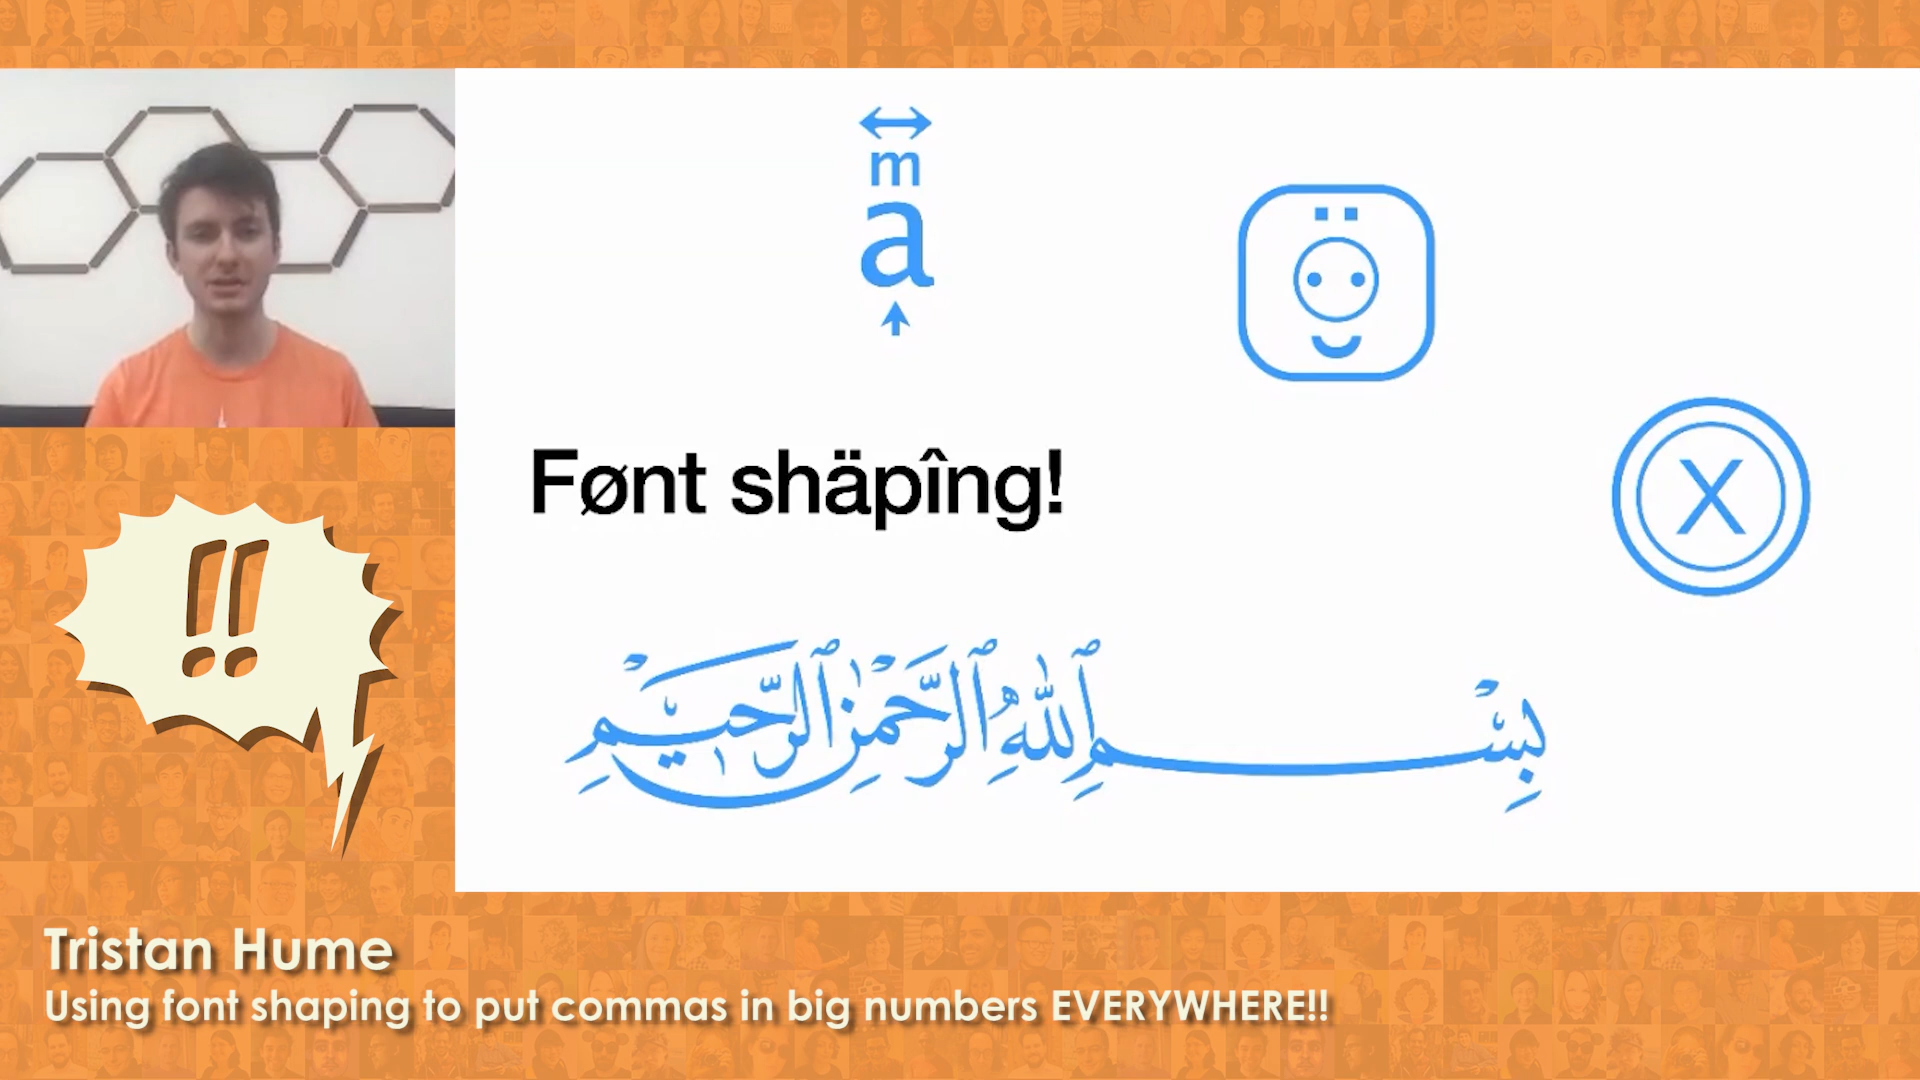 m
a
X
Fønt shäpîng!
بِسْمِ ٱللَّهِ ٱلرَّحْمَٰنِ ٱلرَّحِيمِ
!!
Tristan Hume
Using font shaping to put commas in big numbers EVERYWHERE!!